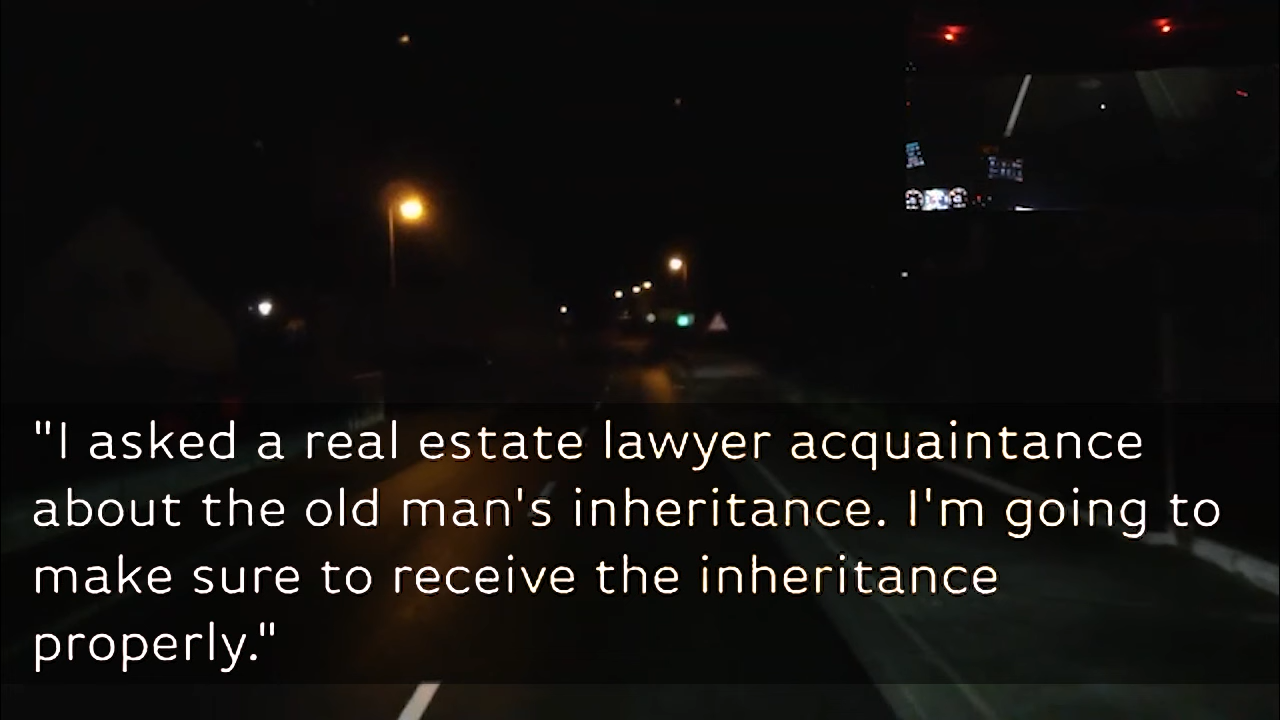 "I asked a real estate lawyer acquaintance
about the old man's inheritance. I'm going to
make sure to receive the inheritance
properly."